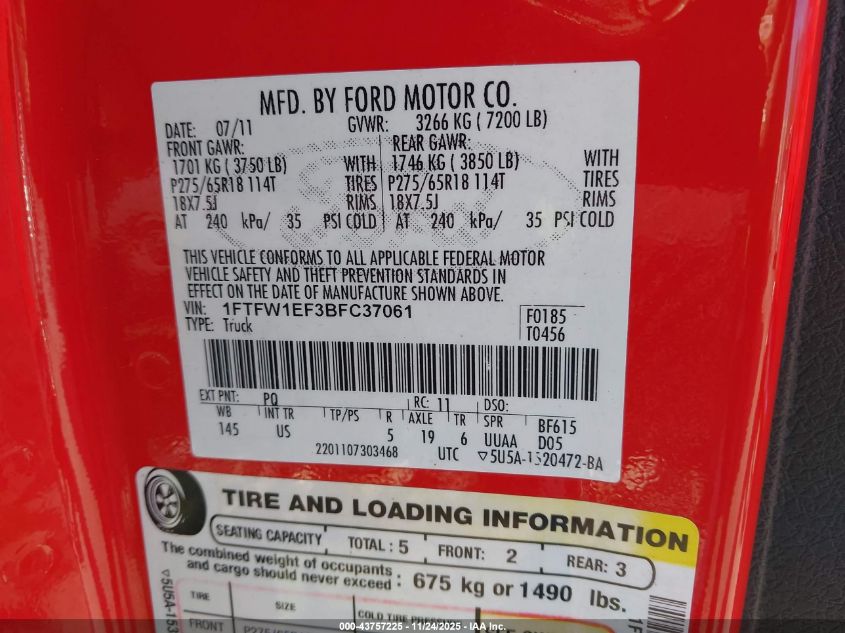 MFD. BY FORD MOTOR CO.
DATE: 07/11 GVWR: 3266 KG ( 7200 LB)
FRONT GAWR: REAR GAWR:
1701 KG ( 3750 LB) WITH 1746 KG ( 3850 LB) WITH
P275/65R18 114T TIRES P275/65R18 114T TIRES
18X7.5J RIMS 18X7.5J RIMS
AT 240 kPa/ 35 PSI COLD AT 240 kPa/ 35 PSI COLD
THIS VEHICLE CONFORMS TO ALL APPLICABLE FEDERAL MOTOR
VEHICLE SAFETY AND THEFT PREVENTION STANDARDS IN
EFFECT ON THE DATE OF MANUFACTURE SHOWN ABOVE.
VIN: 1FTFW1EF3BFC37061 F0185
TYPE: Truck T0456
EXT PNT: PQ RC: 11 DSO:
WB INT TR TP/PS R AXLE TR SPR BF615
145 US 5 19 6 UUAA D05
2201107303468 UTC ▽5U5A-1520472-BA
TIRE AND LOADING INFORMATION
SEATING CAPACITY TOTAL : 5 FRONT: 2 REAR: 3
The combined weight of occupants
and cargo should never exceed : 675 kg or 1490 lbs.
TIRE SIZE COLD TIRE
FRONT
000-43757225 - 11/24/2025 - IAA, Inc.